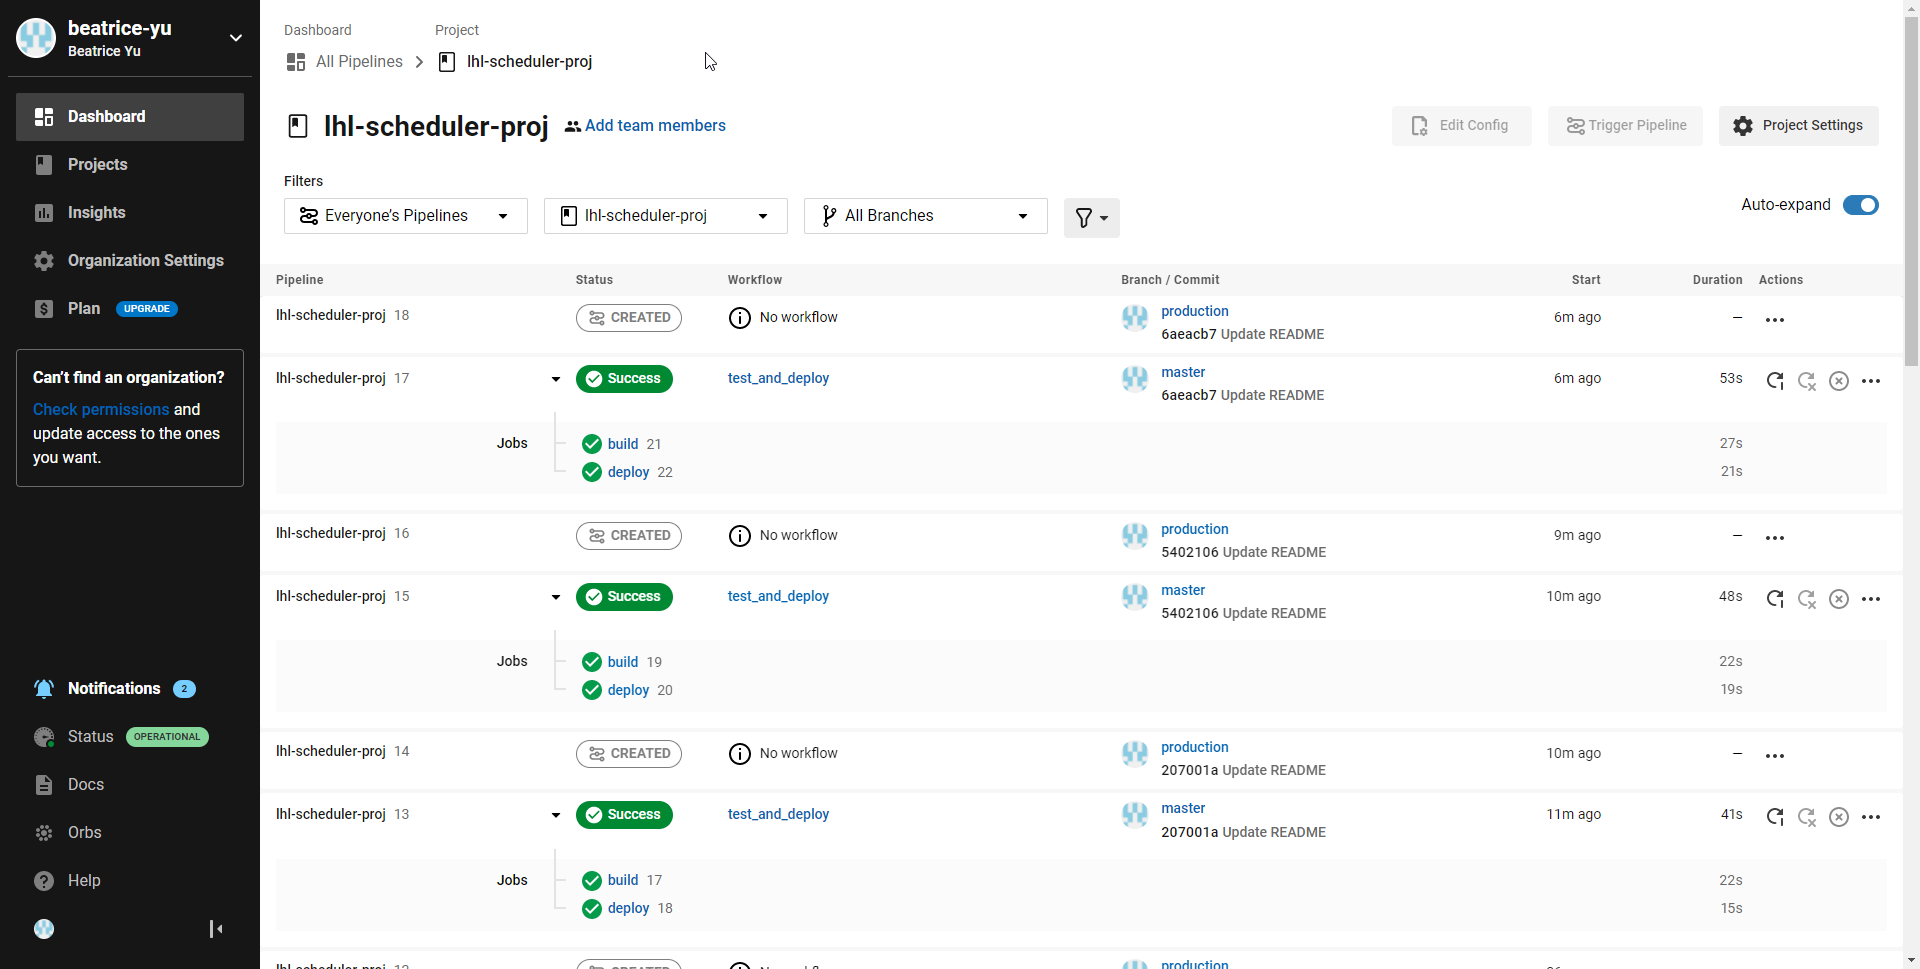 beatrice-yu
Beatrice Yu
Dashboard
Projects
Insights
Organization Settings
Plan UPGRADE
Can't find an organization?
Check permissions and
update access to the ones
you want.
Notifications 2
Status OPERATIONAL
Docs
Orbs
Help
Dashboard Project
All Pipelines lhl-scheduler-proj
lhl-scheduler-proj Add team members Edit Config Trigger Pipeline Project Settings
Filters
Everyone's Pipelines lhl-scheduler-proj All Branches Auto-expand
Pipeline Status Workflow Branch / Commit Start Duration Actions
lhl-scheduler-proj 18 CREATED No workflow production 6m ago –
6aeacb7 Update README
lhl-scheduler-proj 17 Success test_and_deploy master 6m ago 53s
6aeacb7 Update README
Jobs build 21 27s
deploy 22 21s
lhl-scheduler-proj 16 CREATED No workflow production 9m ago –
5402106 Update README
lhl-scheduler-proj 15 Success test_and_deploy master 10m ago 48s
5402106 Update README
Jobs build 19 22s
deploy 20 19s
lhl-scheduler-proj 14 CREATED No workflow production 10m ago –
207001a Update README
lhl-scheduler-proj 13 Success test_and_deploy master 11m ago 41s
207001a Update README
Jobs build 17 22s
deploy 18 15s
lhl-scheduler-proj 12 CREATED No workflow production